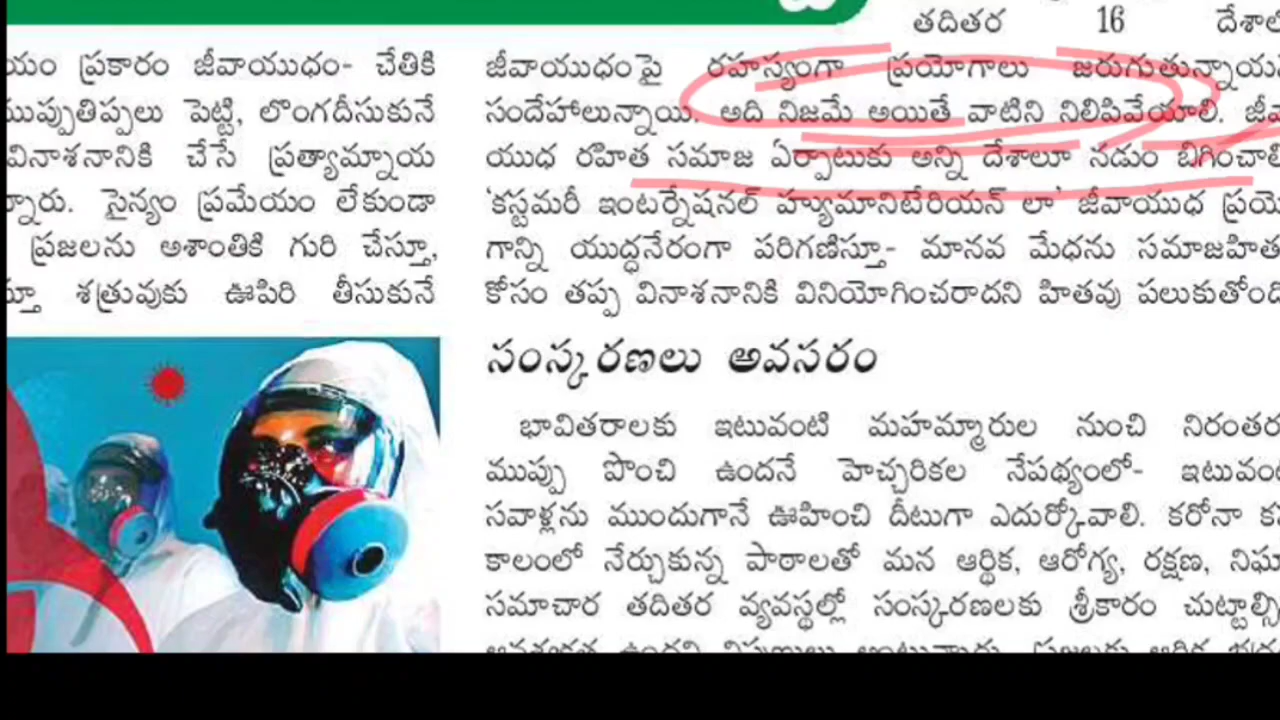 యం ప్రకారం జీవాయుధం- చేతికి
ముప్పుతిప్పలు పెట్టి, లొంగదీసుకునే
వినాశనానికి చేసే ప్రత్యామ్నాయ
న్నారు. సైన్యం ప్రమేయం లేకుండా
ప్రజలను అశాంతికి గురి చేస్తూ,
స్తూ శత్రువుకు ఊపిరి తీసుకునే
తదితర 16 దేశాల
జీవాయుధంపై రహస్యంగా ప్రయోగాలు జరుగుతున్నాయ
సందేహాలున్నాయి. అది నిజమే అయితే వాటిని నిలిపివేయాలి. జీవా
యుధ రహిత సమాజ ఏర్పాటుకు అన్ని దేశాలూ నడుం బిగించాలి
‘కస్టమరీ ఇంటర్నేషనల్ హ్యుమానిటేరియన్ లా’ జీవాయుధ ప్రయో
గాన్ని యుద్ధనేరంగా పరిగణిస్తూ- మానవ మేధను సమాజహితం
కోసం తప్ప వినాశనానికి వినియోగించరాదని హితవు పలుకుతోంది
సంస్కరణలు అవసరం
భావితరాలకు ఇటువంటి మహమ్మారుల నుంచి నిరంతర
ముప్పు పొంచి ఉందనే హెచ్చరికల నేపథ్యంలో- ఇటువంటి
సవాళ్లను ముందుగానే ఊహించి దీటుగా ఎదుర్కోవాలి. కరోనా క
కాలంలో నేర్చుకున్న పాఠాలతో మన ఆర్థిక, ఆరోగ్య, రక్షణ, నిఘా
సమాచార తదితర వ్యవస్థల్లో సంస్కరణలకు శ్రీకారం చుట్టాల్సి